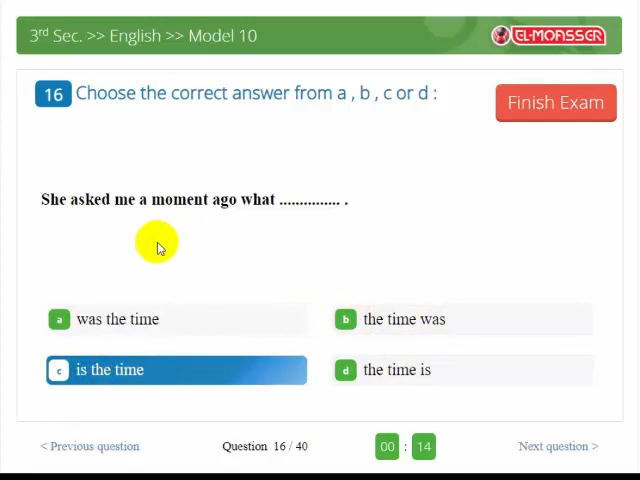 3rd Sec. >> English >> Model 10
EL-MOASSER
16 Choose the correct answer from a , b , c or d :
Finish Exam
She asked me a moment ago what ............... .
a was the time
b the time was
c is the time
d the time is
< Previous question
Question 16 / 40
00 : 14
Next question >